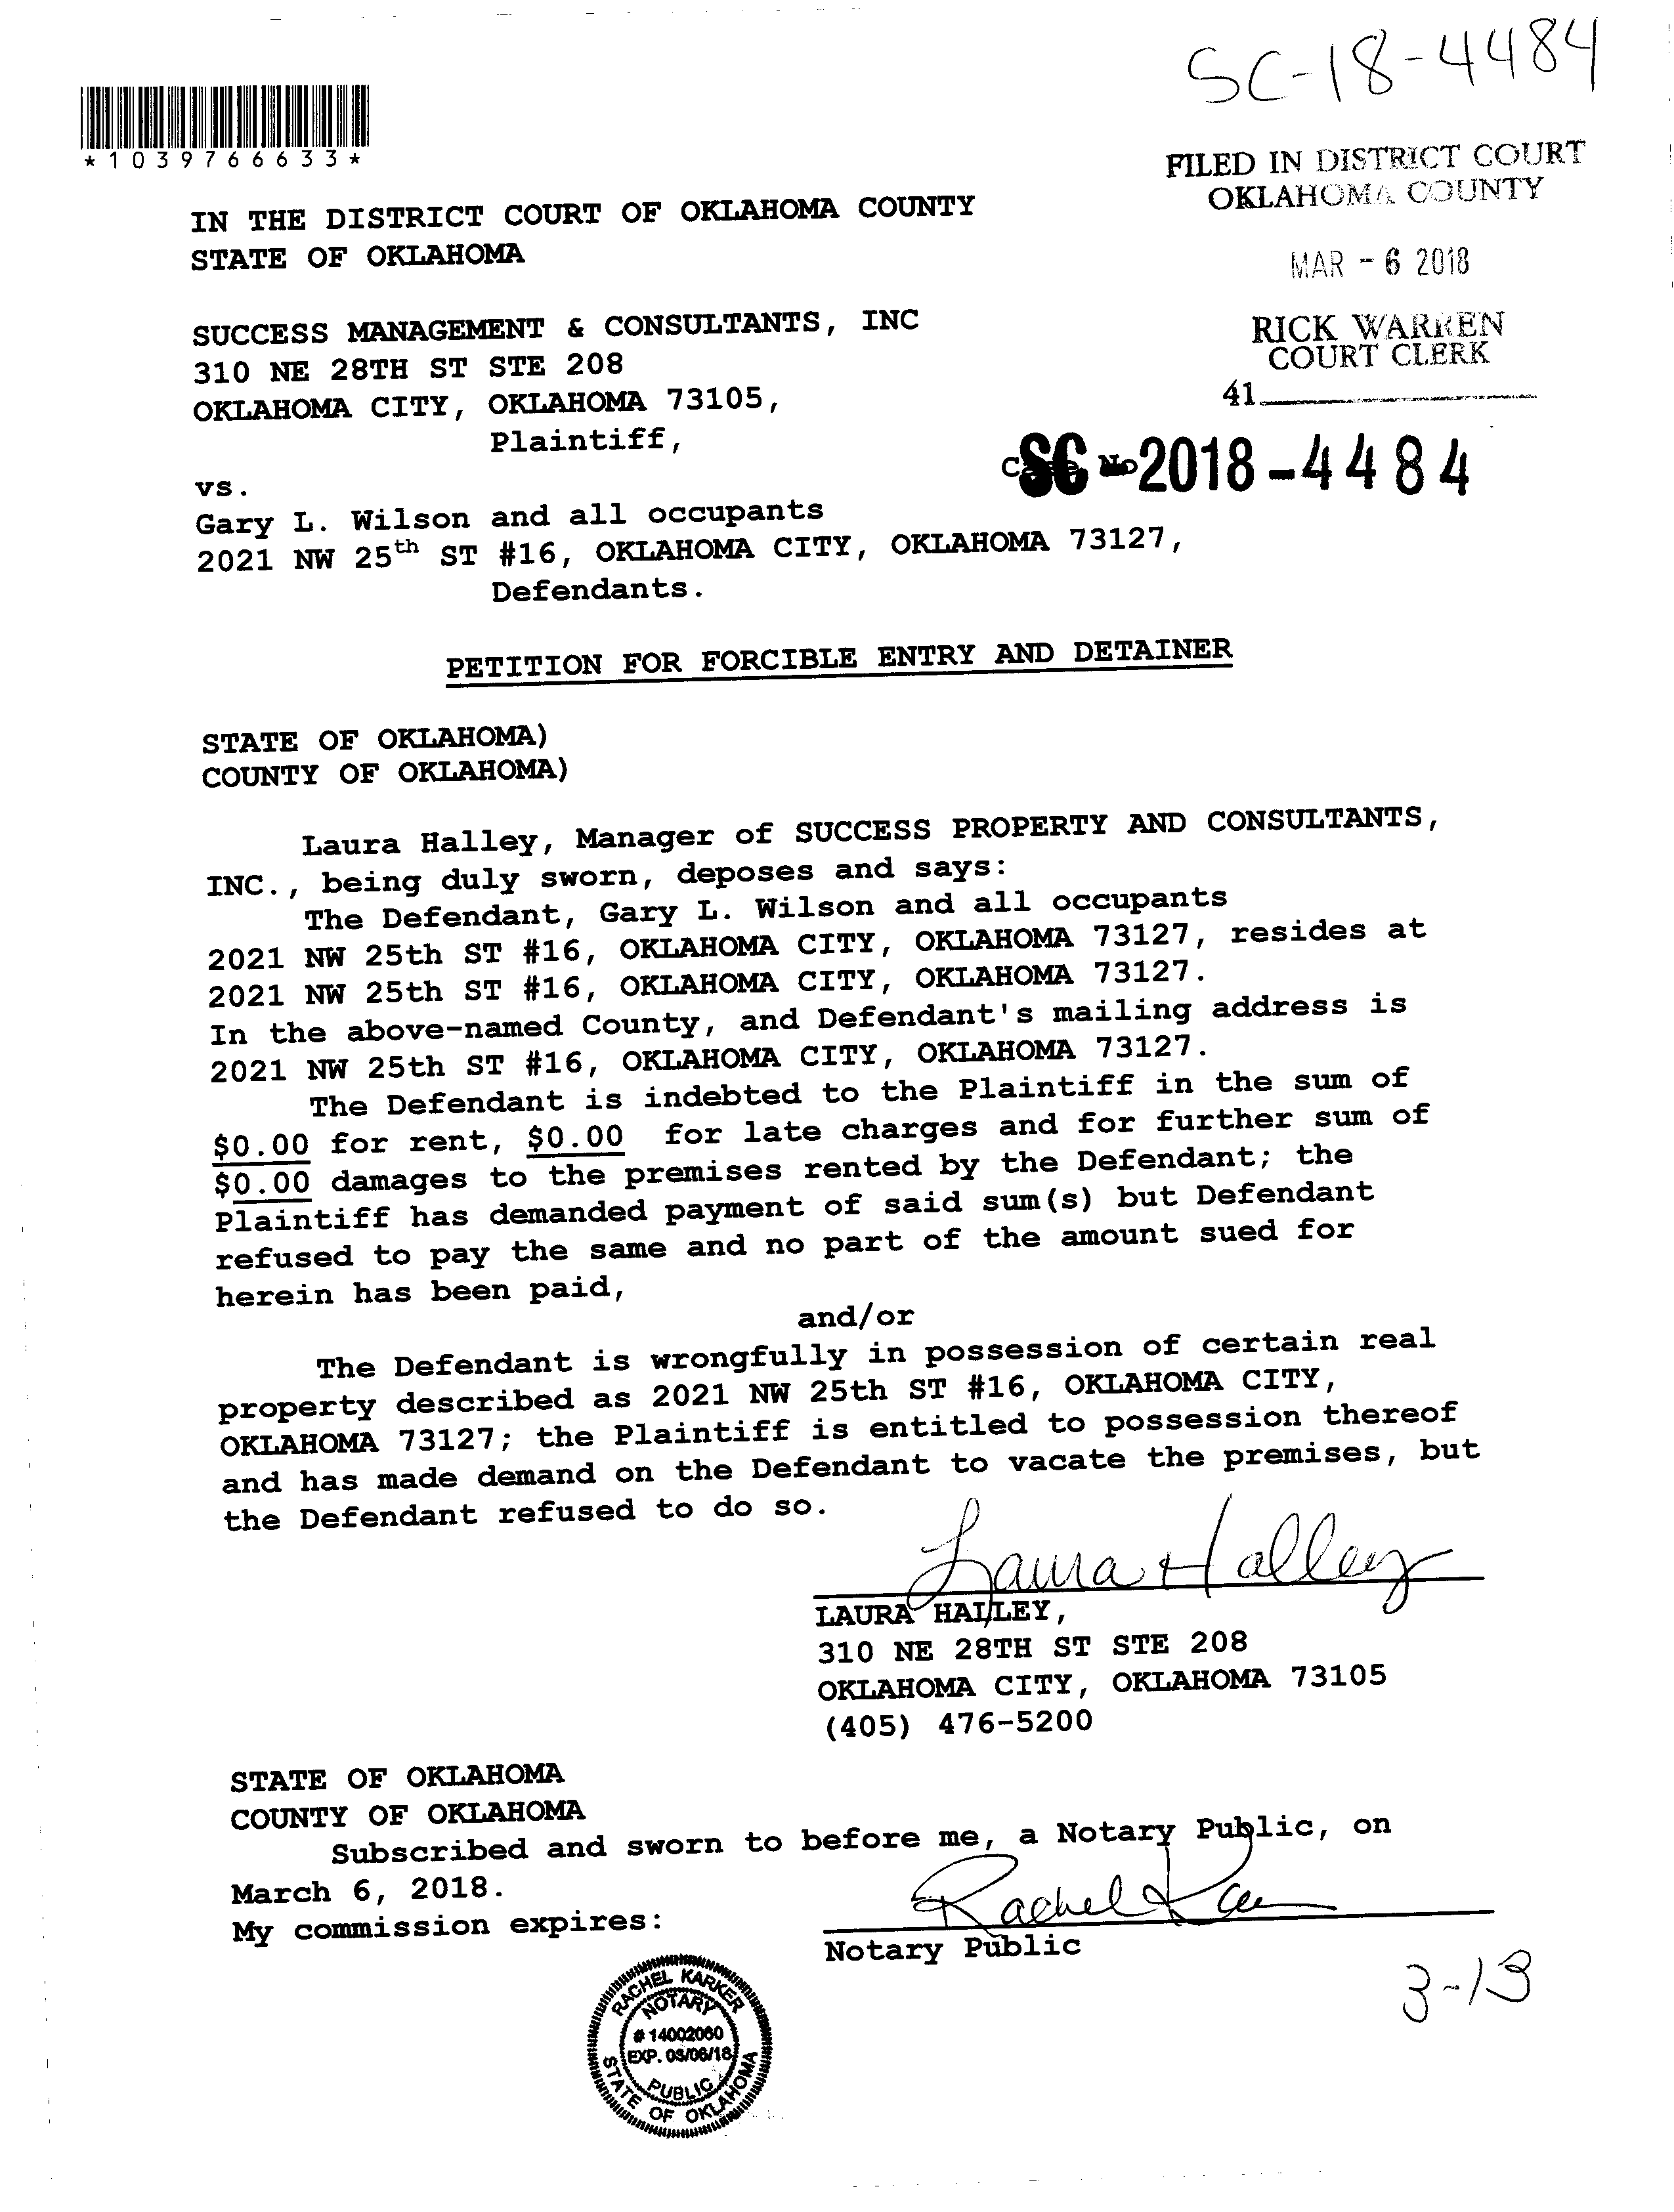 SC-18-4484
*1039766633*
FILED IN DISTRICT COURT
OKLAHOMA COUNTY
MAR - 6 2018
RICK WARREN
COURT CLERK
41
IN THE DISTRICT COURT OF OKLAHOMA COUNTY
STATE OF OKLAHOMA
SUCCESS MANAGEMENT & CONSULTANTS, INC
310 NE 28TH ST STE 208
OKLAHOMA CITY, OKLAHOMA 73105,
Plaintiff,
SC - 2018 - 4484
vs.
Gary L. Wilson and all occupants
2021 NW 25th ST #16, OKLAHOMA CITY, OKLAHOMA 73127,
Defendants.
PETITION FOR FORCIBLE ENTRY AND DETAINER
STATE OF OKLAHOMA)
COUNTY OF OKLAHOMA)
Laura Halley, Manager of SUCCESS PROPERTY AND CONSULTANTS,
INC., being duly sworn, deposes and says:
The Defendant, Gary L. Wilson and all occupants
2021 NW 25th ST #16, OKLAHOMA CITY, OKLAHOMA 73127, resides at
2021 NW 25th ST #16, OKLAHOMA CITY, OKLAHOMA 73127.
In the above-named County, and Defendant's mailing address is
2021 NW 25th ST #16, OKLAHOMA CITY, OKLAHOMA 73127.
The Defendant is indebted to the Plaintiff in the sum of
$0.00 for rent, $0.00 for late charges and for further sum of
$0.00 damages to the premises rented by the Defendant; the
Plaintiff has demanded payment of said sum(s) but Defendant
refused to pay the same and no part of the amount sued for
herein has been paid,
and/or
The Defendant is wrongfully in possession of certain real
property described as 2021 NW 25th ST #16, OKLAHOMA CITY,
OKLAHOMA 73127; the Plaintiff is entitled to possession thereof
and has made demand on the Defendant to vacate the premises, but
the Defendant refused to do so.
Laura Halley
LAURA HALLEY,
310 NE 28TH ST STE 208
OKLAHOMA CITY, OKLAHOMA 73105
(405) 476-5200
STATE OF OKLAHOMA
COUNTY OF OKLAHOMA
Subscribed and sworn to before me, a Notary Public, on
March 6, 2018.
My commission expires:
Rachel
Notary Public
3-13
RACHEL KARKER
NOTARY
# 14002060
EXP. 03/06/18
PUBLIC
STATE OF OKLAHOMA